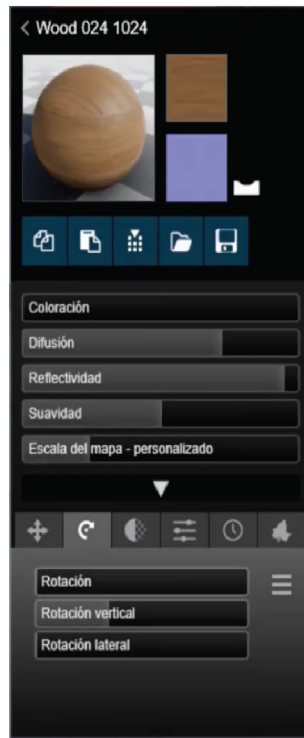 Wood 024 1024
Coloración
Difusión
Reflectividad
Suavidad
Escala del mapa - personalizado
Rotación
Rotación vertical
Rotación lateral